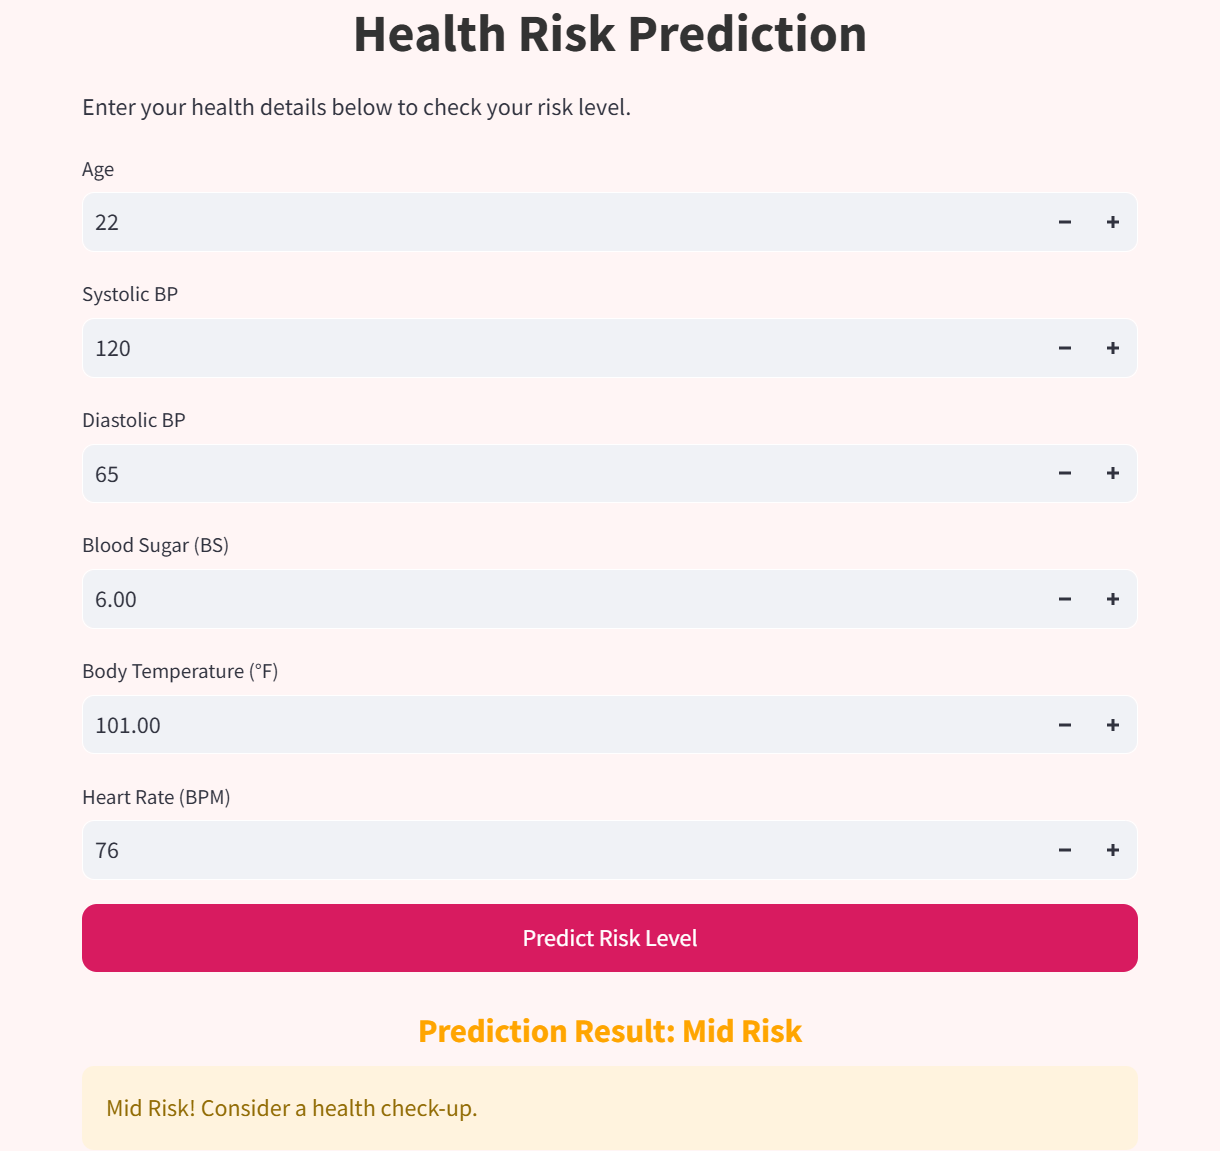 Health Risk Prediction
Enter your health details below to check your risk level.
Age
22
Systolic BP
120
Diastolic BP
65
Blood Sugar (BS)
6.00
Body Temperature (°F)
101.00
Heart Rate (BPM)
76
Predict Risk Level
Prediction Result: Mid Risk
Mid Risk! Consider a health check-up.